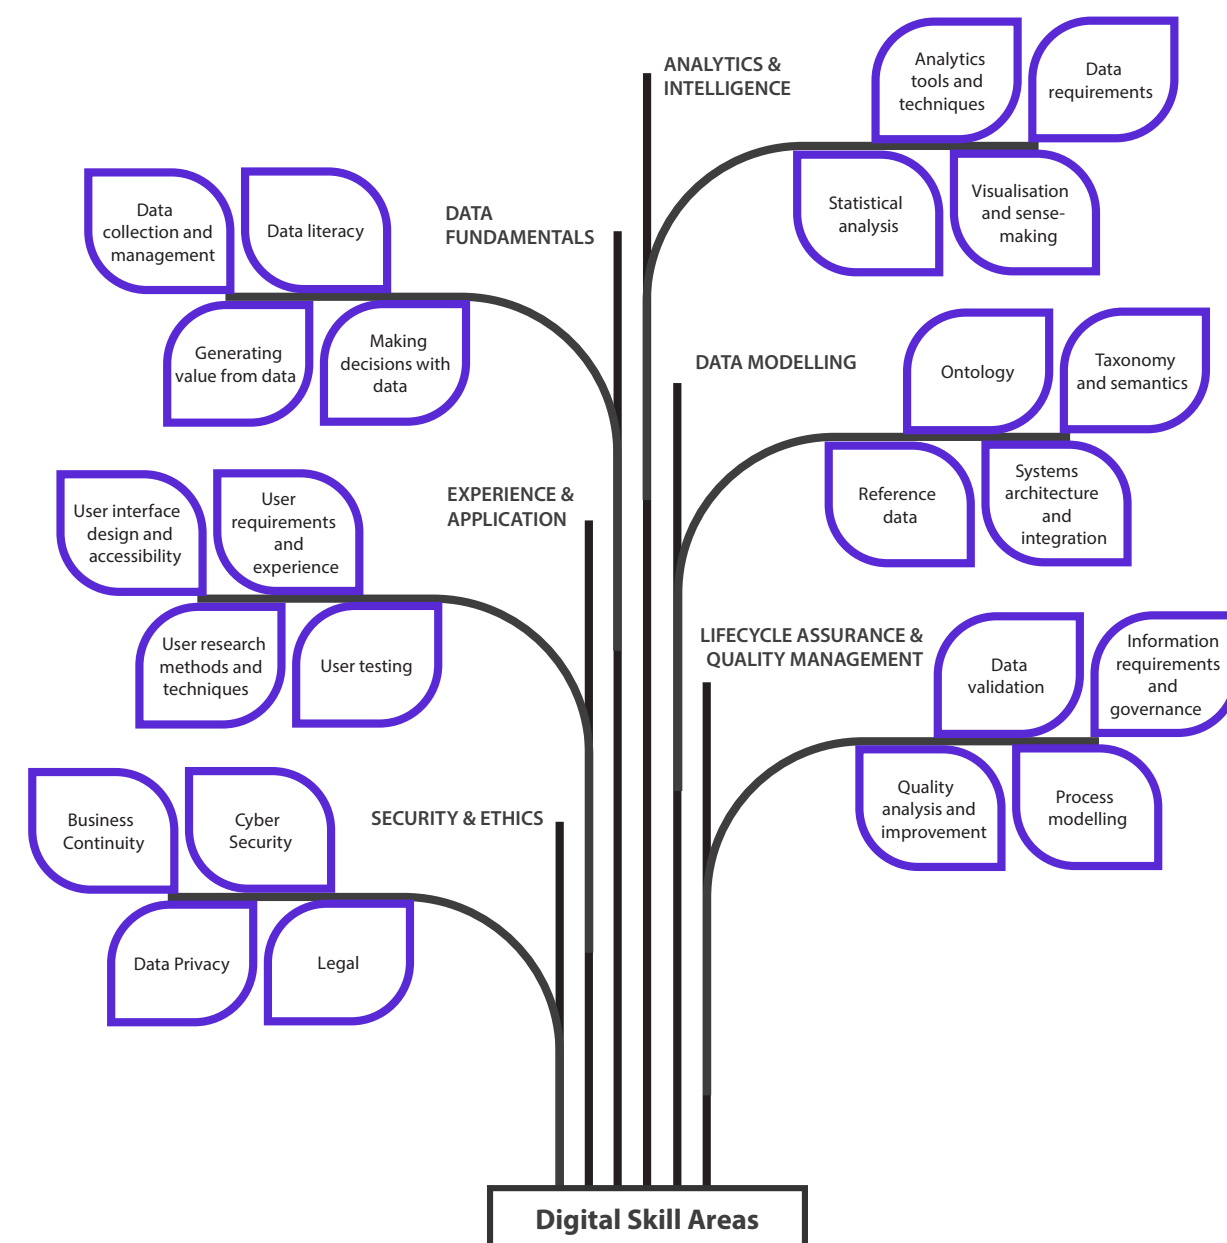 ANALYTICS &
INTELLIGENCE
Analytics
tools and
techniques
Data
requirements
Statistical
analysis
Visualisation
and sense-
making
DATA
FUNDAMENTALS
Data
collection and
management
Data literacy
Generating
value from data
Making
decisions with
data
DATA MODELLING
Ontology
Taxonomy
and semantics
Reference
data
Systems
architecture
and
integration
EXPERIENCE &
APPLICATION
User interface
design and
accessibility
User
requirements
and
experience
User research
methods and
techniques
User testing
LIFECYCLE ASSURANCE &
QUALITY MANAGEMENT
Data
validation
Information
requirements
and
governance
Quality
analysis and
improvement
Process
modelling
SECURITY & ETHICS
Business
Continuity
Cyber
Security
Data Privacy
Legal
Digital Skill Areas